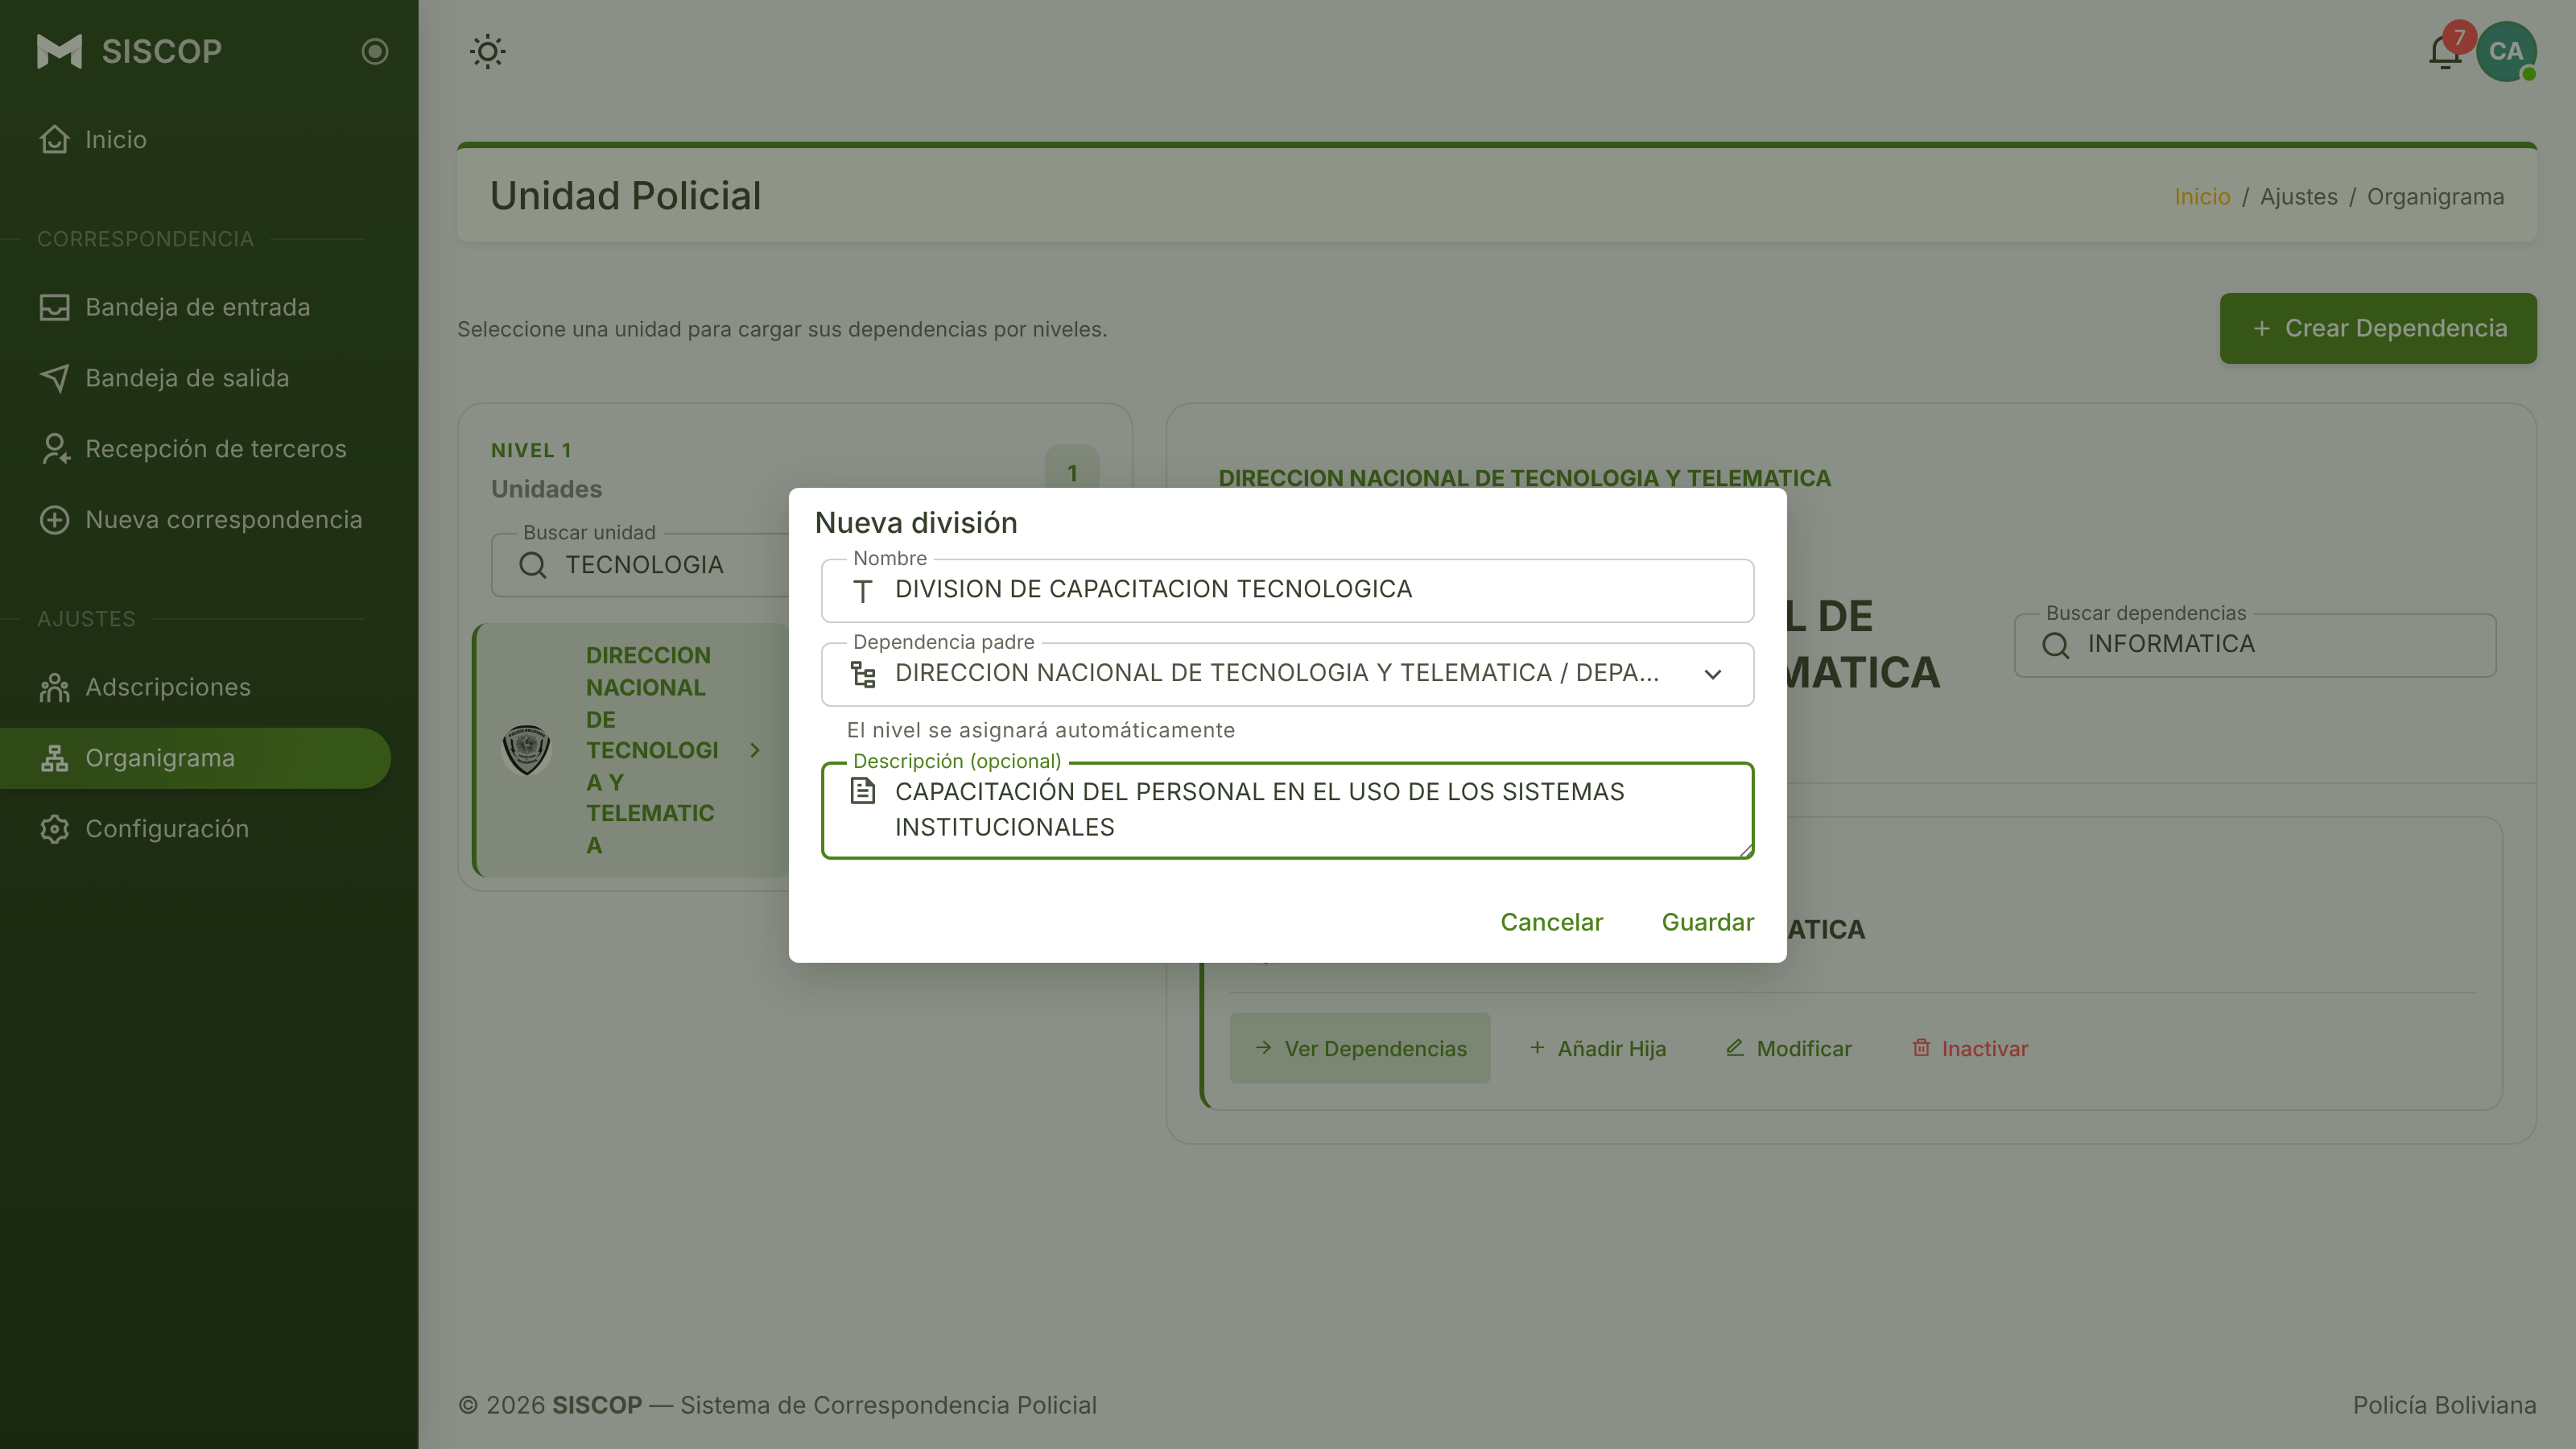 SISCOP
Inicio
CORRESPONDENCIA
Bandeja de entrada
Bandeja de salida
Recepción de terceros
Nueva correspondencia
AJUSTES
Adscripciones
Organigrama
Configuración
7
CA
Unidad Policial
Inicio / Ajustes / Organigrama
Seleccione una unidad para cargar sus dependencias por niveles.
+ Crear Dependencia
NIVEL 1
Unidades
1
Buscar unidad
TECNOLOGIA
DIRECCION
NACIONAL
DE
TECNOLOGI
A Y
TELEMATIC
A
DIRECCION NACIONAL DE TECNOLOGIA Y TELEMATICA
L DE
MATICA
Buscar dependencias
INFORMATICA
ATICA
Ver Dependencias
+ Añadir Hija
Modificar
Inactivar
Nueva división
Nombre
DIVISION DE CAPACITACION TECNOLOGICA
Dependencia padre
DIRECCION NACIONAL DE TECNOLOGIA Y TELEMATICA / DEPA...
El nivel se asignará automáticamente
Descripción (opcional)
CAPACITACIÓN DEL PERSONAL EN EL USO DE LOS SISTEMAS
INSTITUCIONALES
Cancelar
Guardar
© 2026 SISCOP — Sistema de Correspondencia Policial
Policía Boliviana